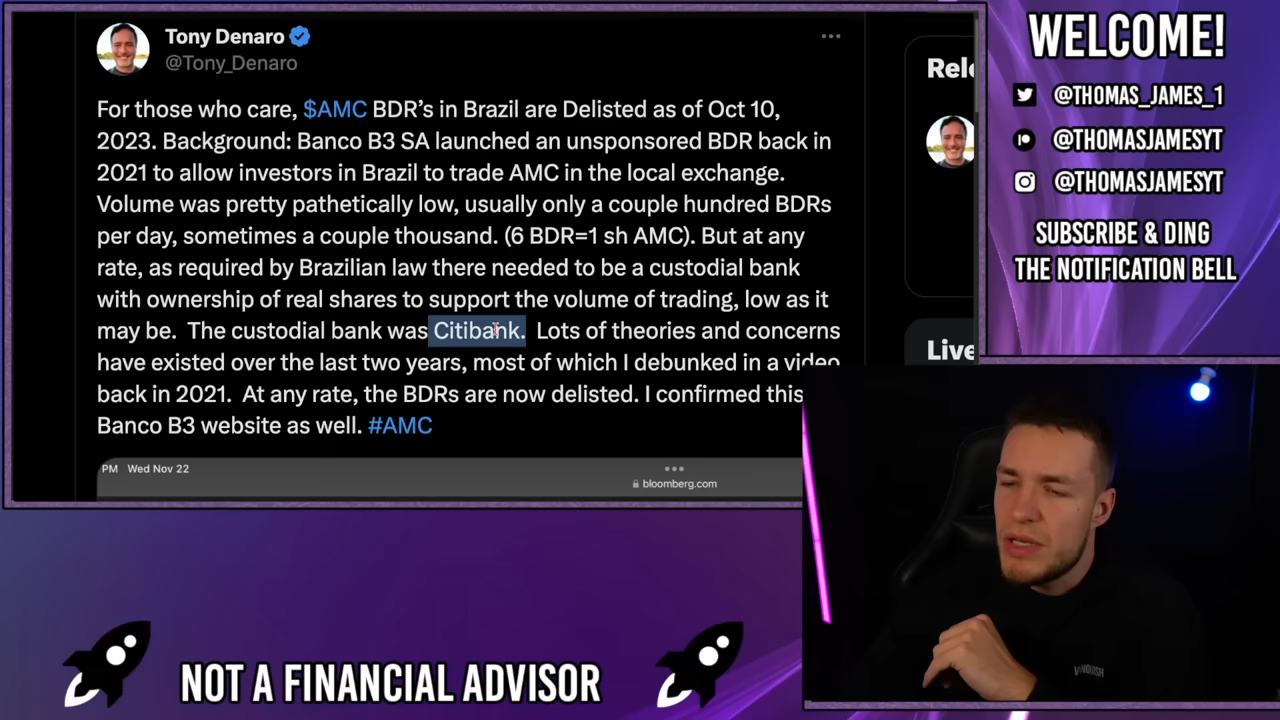 Tony Denaro
@Tony_Denaro
For those who care, $AMC BDR’s in Brazil are Delisted as of Oct 10,
2023. Background: Banco B3 SA launched an unsponsored BDR back in
2021 to allow investors in Brazil to trade AMC in the local exchange.
Volume was pretty pathetically low, usually only a couple hundred BDRs
per day, sometimes a couple thousand. (6 BDR=1 sh AMC). But at any
rate, as required by Brazilian law there needed to be a custodial bank
with ownership of real shares to support the volume of trading, low as it
may be. The custodial bank was Citibank. Lots of theories and concerns
have existed over the last two years, most of which I debunked in a video
back in 2021. At any rate, the BDRs are now delisted. I confirmed this
Banco B3 website as well. #AMC
PM Wed Nov 22
bloomberg.com
Rele
Live
WELCOME!
@THOMAS_JAMES_1
@THOMASJAMESYT
@THOMASJAMESYT
SUBSCRIBE & DING
THE NOTIFICATION BELL
NOT A FINANCIAL ADVISOR